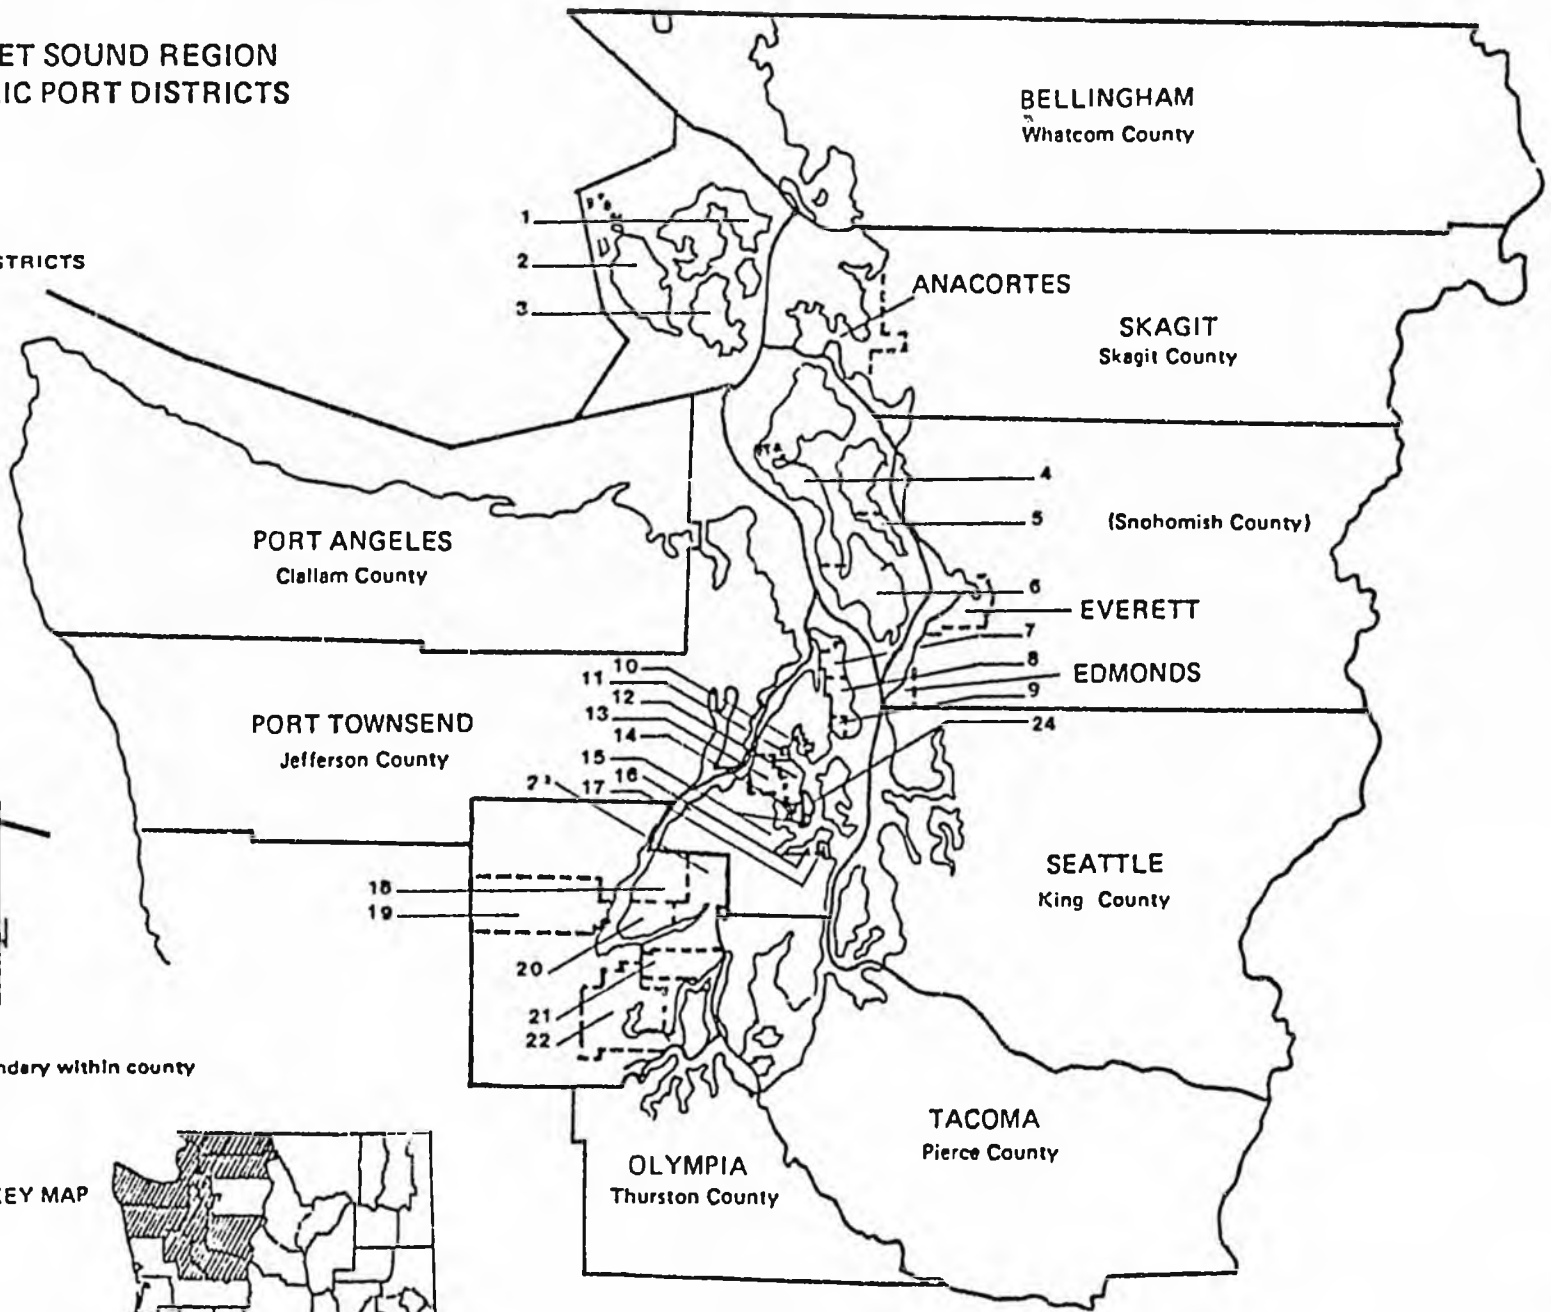 ET SOUND REGION
IC PORT DISTRICTS
BELLINGHAM
Whatcom County
1
2
STRICTS
ANACORTES
3
SKAGIT
Skagit County
4
5
(Snohomish County)
PORT ANGELES
Clallam County
6
EVERETT
7
10
8
11
EDMONDS
12
9
PORT TOWNSEND
13
24
Jefferson County
14
15
16
17
SEATTLE
King County
18
19
20
21
22
ndary within county
TACOMA
Pierce County
OLYMPIA
Thurston County
EY MAP